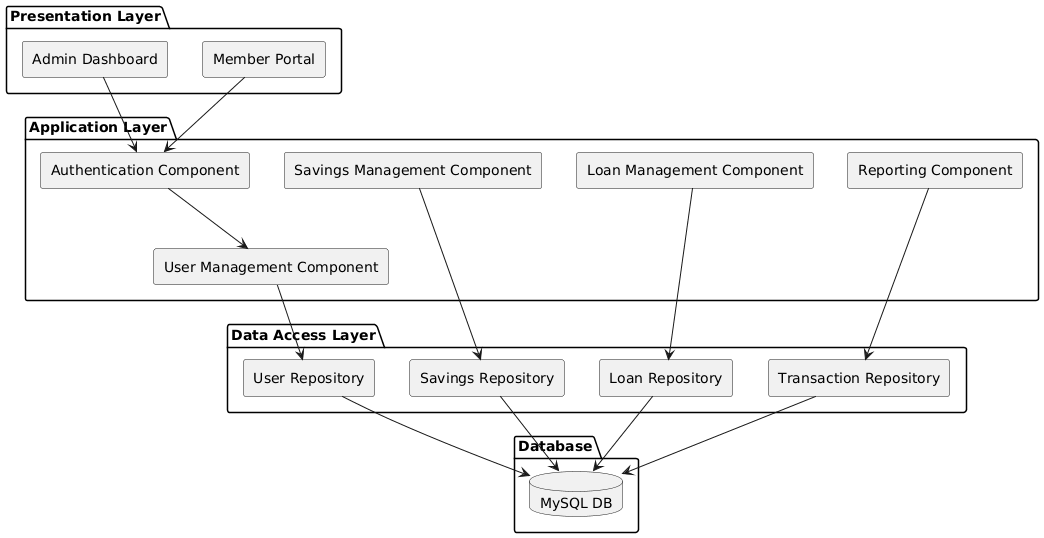 Presentation Layer
Admin Dashboard
Member Portal
Application Layer
Authentication Component
Savings Management Component
Loan Management Component
Reporting Component
User Management Component
Data Access Layer
User Repository
Savings Repository
Loan Repository
Transaction Repository
Database
MySQL DB